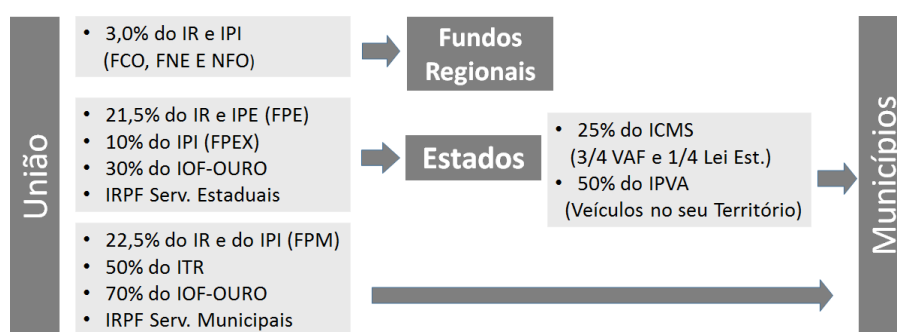 União
• 3,0% do IR e IPI
(FCO, FNE E NFO)
Fundos
Regionais
• 21,5% do IR e IPE (FPE)
• 10% do IPI (FPEX)
• 30% do IOF-OURO
• IRPF Serv. Estaduais
Estados
• 25% do ICMS
(3/4 VAF e 1/4 Lei Est.)
• 50% do IPVA
(Veículos no seu Território)
• 22,5% do IR e do IPI (FPM)
• 50% do ITR
• 70% do IOF-OURO
• IRPF Serv. Municipais
Municípios